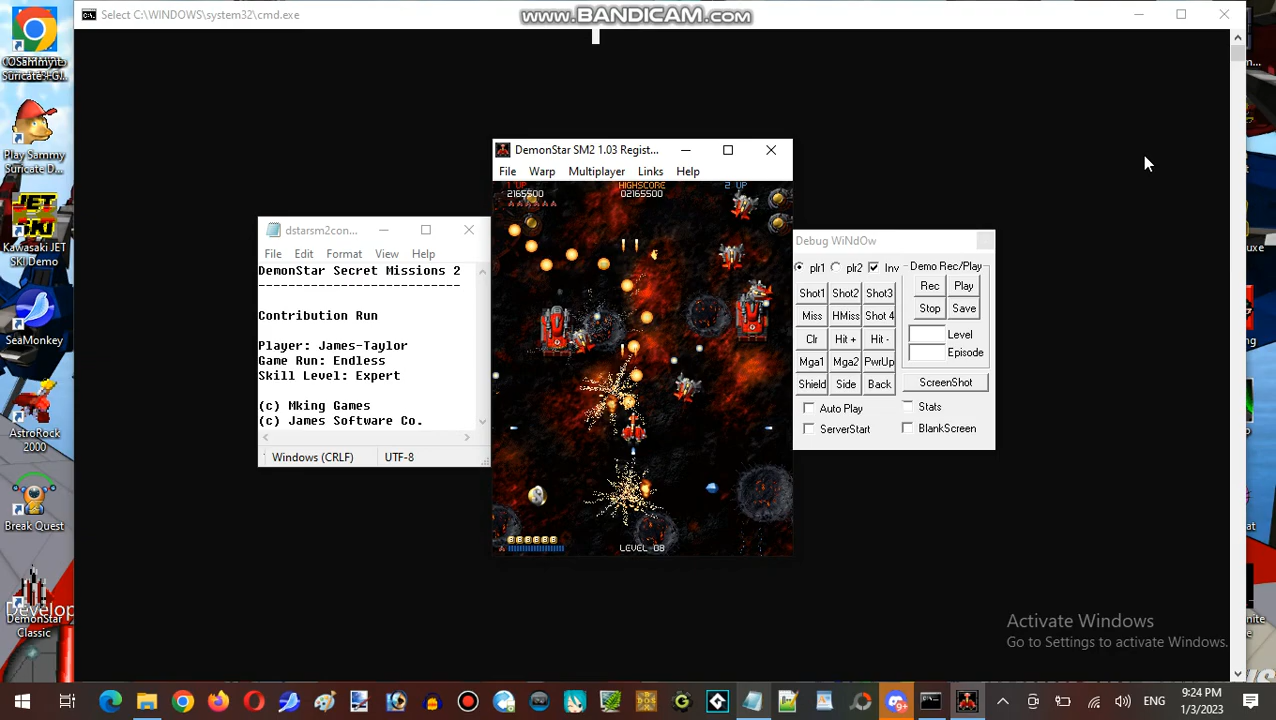 Select C:\WINDOWS\system32\cmd.exe
www.BANDICAM.com
Play Sammy
Suricate D...
JET
SKI
Kawasaki JET
SKI Demo
SeaMonkey
AstroRock
2000
Break Quest
DemonStar
Classic
dstarsm2con...
File Edit Format View Help
DemonStar Secret Missions 2
---------------------------
Contribution Run
Player: James-Taylor
Game Run: Endless
Skill Level: Expert
(c) Mking Games
(c) James Software Co.
Windows (CRLF) UTF-8
DemonStar SM2 1.03 Regist...
File Warp Multiplayer Links Help
1 UP HIGHSCORE 2 UP
2165500 02165500
LEVEL 08
Debug WiNdOw
plr1 plr2 Inv
Shot1 Shot2 Shot3
Miss HMiss Shot 4
Clr Hit + Hit -
Mga1 Mga2 PwrUp
Shield Side Back
Auto Play
ServerStart
Demo Rec/Play
Rec Play
Stop Save
Level
Episode
ScreenShot
Stats
BlankScreen
Activate Windows
Go to Settings to activate Windows.
DOS
9+
ENG
9:24 PM
1/3/2023